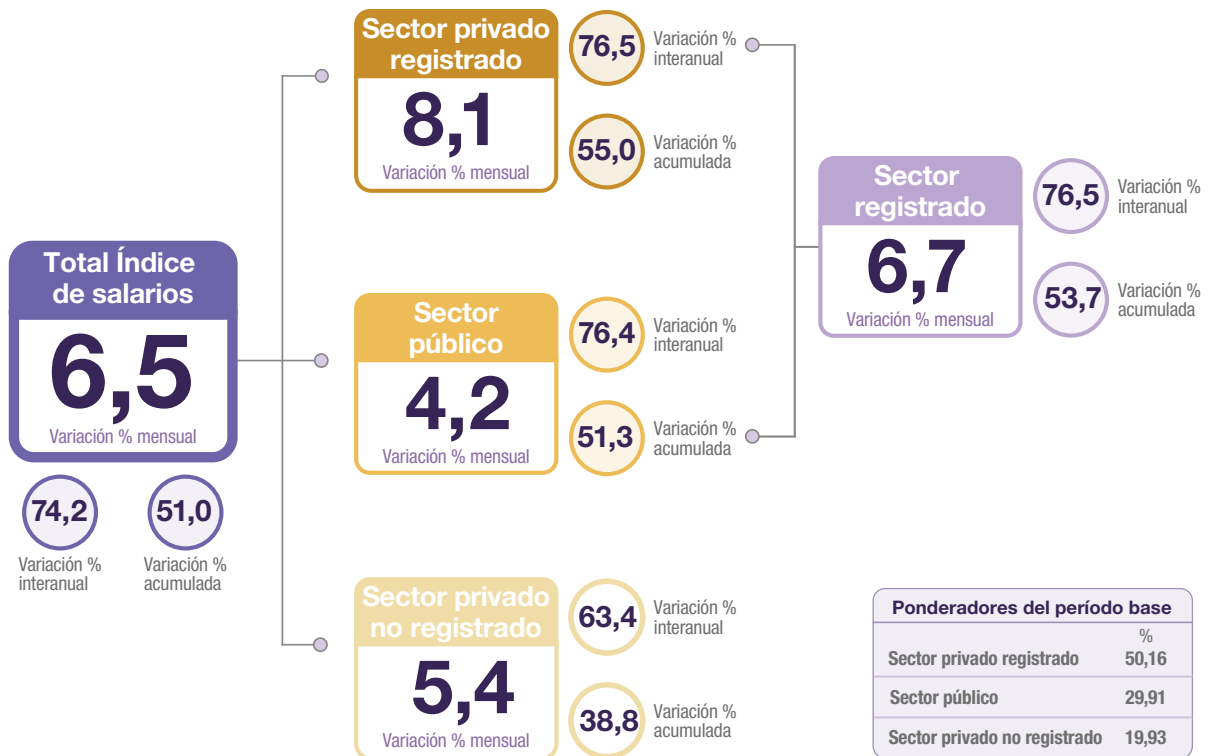 Total Índice
de salarios
6,5
Variación % mensual
74,2
Variación %
interanual
51,0
Variación %
acumulada
Sector privado
registrado
8,1
Variación % mensual
76,5
Variación %
interanual
55,0
Variación %
acumulada
Sector
público
4,2
Variación % mensual
76,4
Variación %
interanual
51,3
Variación %
acumulada
Sector privado
no registrado
5,4
Variación % mensual
63,4
Variación %
interanual
38,8
Variación %
acumulada
Sector
registrado
6,7
Variación % mensual
76,5
Variación %
interanual
53,7
Variación %
acumulada
Ponderadores del período base
%
Sector privado registrado 50,16
Sector público 29,91
Sector privado no registrado 19,93